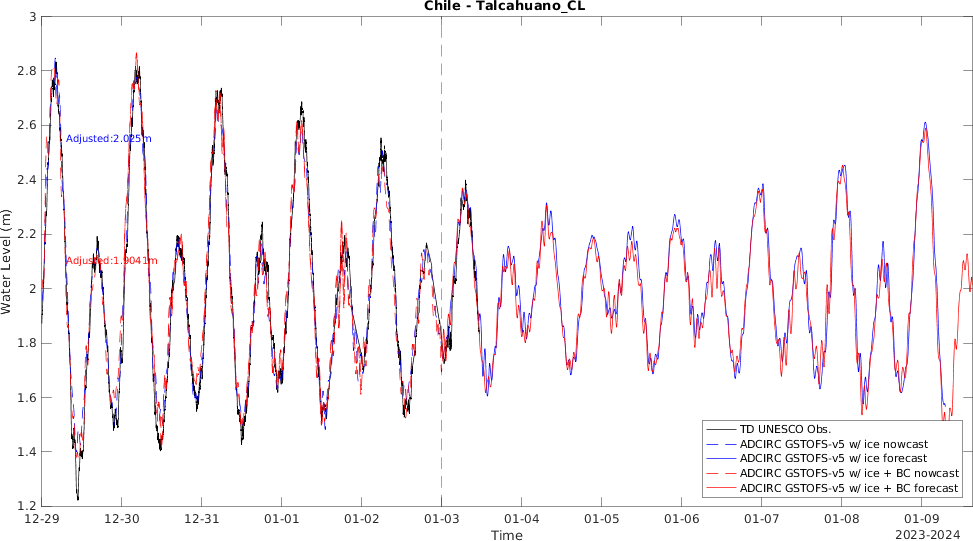 Chile - Talcahuano_CL
3
2.8
2.6
2.4
2.2
2
1.8
1.6
1.4
1.2
Water Level (m)
Adjusted:2.025m
Adjusted:1.9041m
TD UNESCO Obs.
ADCIRC GSTOFS-v5 w/ ice nowcast
ADCIRC GSTOFS-v5 w/ ice forecast
ADCIRC GSTOFS-v5 w/ ice + BC nowcast
ADCIRC GSTOFS-v5 w/ ice + BC forecast
12-29 12-30 12-31 01-01 01-02 01-03 01-04 01-05 01-06 01-07 01-08 01-09
2023-2024
Time